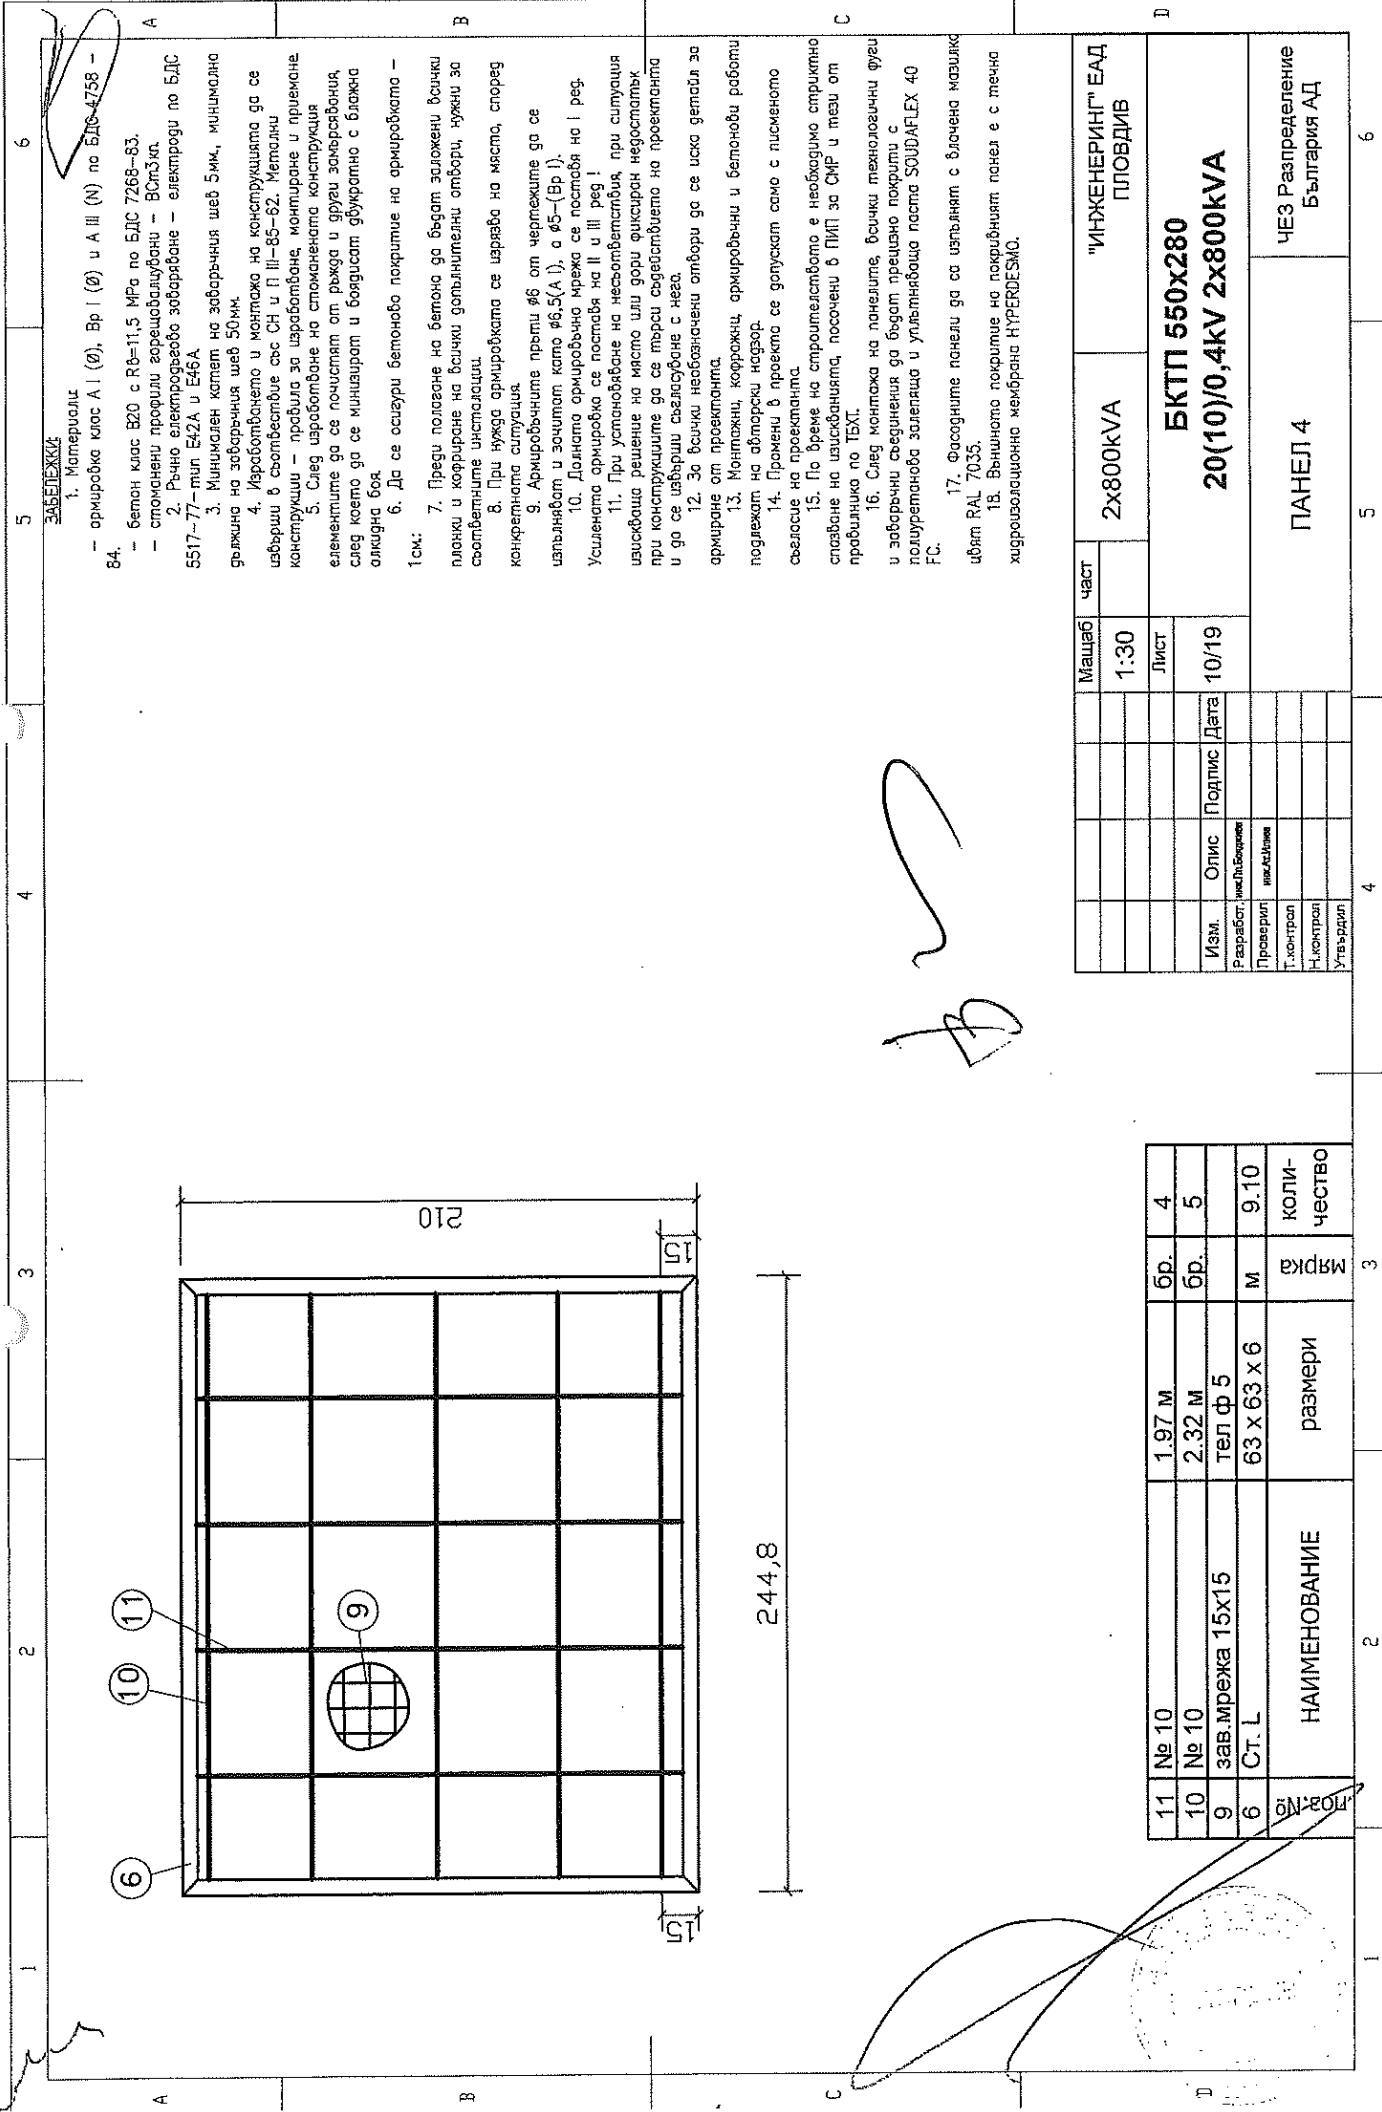 1 2 3 4 5 6
A
B
C
D
ЗАБЕЛЕЖКИ:
1. Материали:
– армировка клас А I (Ø), Вр I (Ø) и А III (N) по БДС 4758 –
84.
– бетон клас В20 с Rб=11,5 МРа по БДС 7268–83.
– стоманени профили горещовалцувани – ВСт3кп.
2. Ръчно електродъгово заваряване – електроди по БДС
5517–77–тип Е42А и Е46А.
3. Минимален катет на заваръчния шев 5мм, минимална
дължина на заваръчния шев 50мм.
4. Изработването и монтажа на конструкцията да се
извърши в съответствие със СН и П III–85–62. Метални
конструкции – правила за изработване, монтиране и приемане.
5. След изработване на стоманената конструкция
елементите да се почистят от ръжда и други замърсявания,
след което да се минизират и боядисат двукратно с блажна
алкидна боя.
6. Да се осигури бетоново покритие на армировката –
1см.:
7. Преди полагане на бетона да бъдат заложени всички
планки и кофриране на всички допълнителни отвори, нужни за
съответните инсталации.
8. При нужда армировката се изрязва на място, според
конкретната ситуация.
9. Армировъчните пръти ø6 от чертежите да се
изпълняват и зачитат като ø6,5(А I), а ø5–(Вр I).
10. Долната армировъчна мрежа се поставя на I ред.
Усилената армировка се поставя на II и III ред !
11. При установяване на несъответствия, при ситуация
изискваща решение на място или дори фиксиран недостатък
при конструкциите да се търси съдействието на проектанта
и да се извърши съгласуване с него.
12. За всички необозначени отвори да се иска детайл за
армиране от проектанта.
13. Монтажни, кофражни, армировъчни и бетонови работи
подлежат на авторски надзор.
14. Промени в проекта се допускат само с писменото
съгласие на проектанта.
15. По време на строителството е необходимо стриктно
спазване на изискванията, посочени в ПИП за СМР и тези от
правилника по ТБХТ.
16. След монтажа на панелите, всички технологични фуги
и заваръчни съединения да бъдат прецизно покрити с
полиуретанова залепяща и уплътняваща паста SOUDAFLEX 40
FC.
17. Фасадните панели да са изпълнят с влачена мазилка
цвят RAL 7035.
18. Външното покритие на покривният панел е с течна
хидроизолационна мембрана HYPERDESMO.
6
10
11
9
210
15
15
244,8
11 № 10 1.97 м бр. 4
10 № 10 2.32 м бр. 5
9 зав.мрежа 15х15 тел ф 5
6 Ст. L 63 х 63 х 6 м 9.10
поз.№ НАИМЕНОВАНИЕ размери мярка коли-
чество
Мащаб част
1:30 2х800kVA
"ИНЖЕНЕРИНГ" ЕАД
ПЛОВДИВ
Лист
БКТП 550х280
20(10)/0,4kV 2х800kVA
Изм. Опис Подпис Дата 10/19
Разработ.
Проверил
Т.контрол
Н.контрол
Утвърдил
ПАНЕЛ 4
ЧЕЗ Разпределение
България АД
A
B
C
D
1 2 3 4 5 6